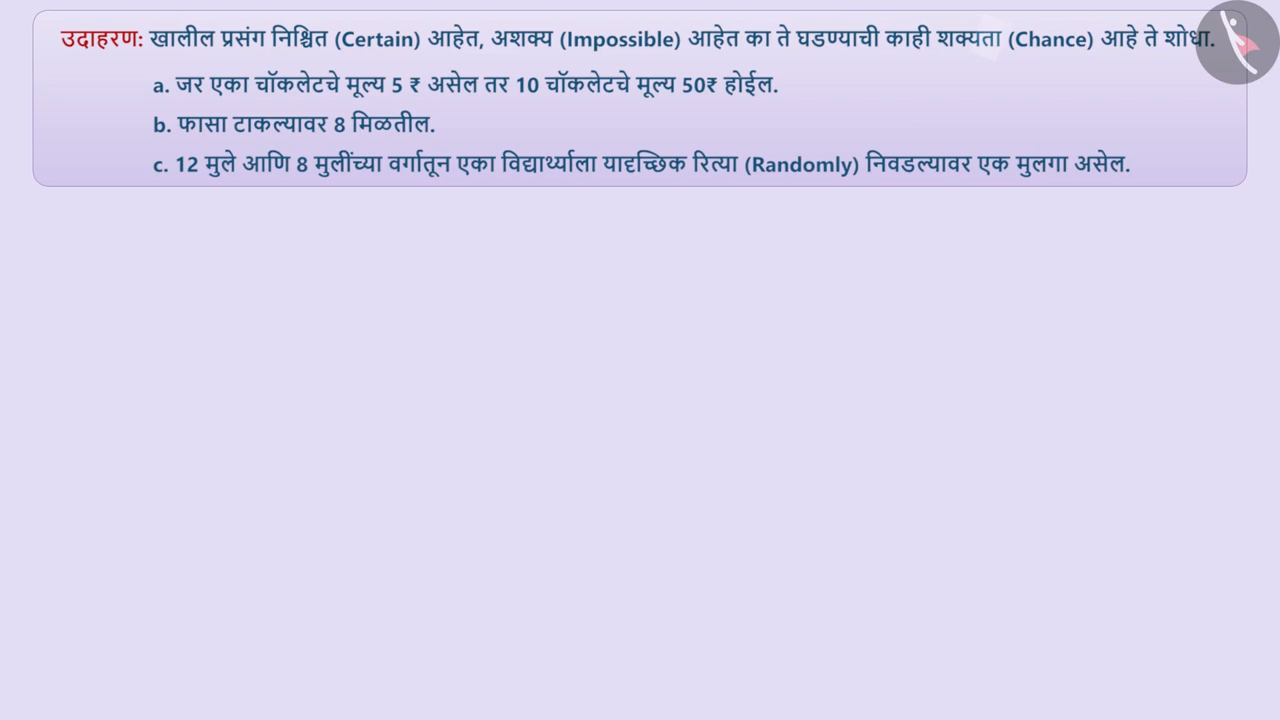 उदाहरण: खालील प्रसंग निश्चित (Certain) आहेत, अशक्य (Impossible) आहेत का ते घडण्याची काही शक्यता (Chance) आहे ते शोधा.
a. जर एका चॉकलेटचे मूल्य 5 ₹ असेल तर 10 चॉकलेटचे मूल्य 50₹ होईल.
b. फासा टाकल्यावर 8 मिळतील.
c. 12 मुले आणि 8 मुलींच्या वर्गातून एका विद्यार्थ्याला यादृच्छिक रित्या (Randomly) निवडल्यावर एक मुलगा असेल.